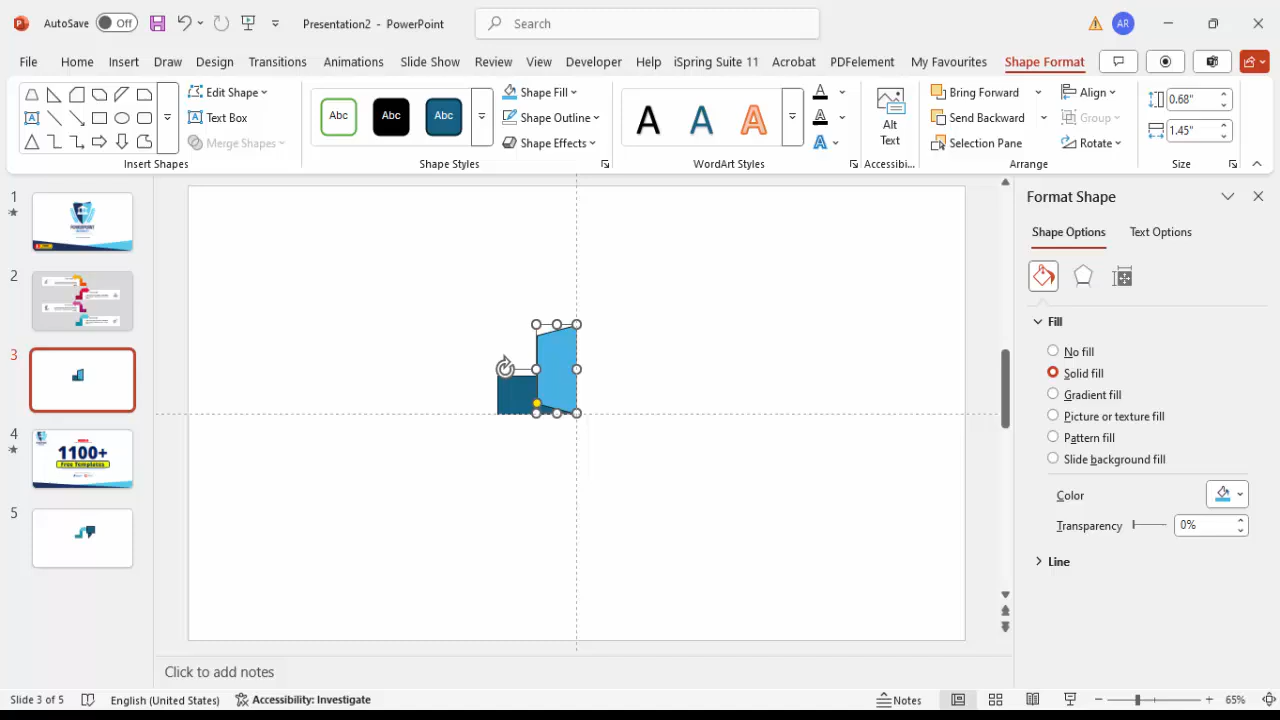 AutoSave Off Presentation2 - PowerPoint Search AR
File Home Insert Draw Design Transitions Animations Slide Show Review View Developer Help iSpring Suite 11 Acrobat PDFelement My Favourites Shape Format
Edit Shape
Text Box
Merge Shapes
Insert Shapes
Abc Abc Abc
Shape Fill
Shape Outline
Shape Effects
Shape Styles
A A A
WordArt Styles
Alt
Text
Accessibi...
Bring Forward
Send Backward
Selection Pane
Align
Group
Rotate
Arrange
0.68"
1.45"
Size
1
POWERPOINT
2
3
4
1100+
Free Templates
5
Format Shape
Shape Options Text Options
Fill
No fill
Solid fill
Gradient fill
Picture or texture fill
Pattern fill
Slide background fill
Color
Transparency 0%
Line
Click to add notes
Slide 3 of 5 English (United States) Accessibility: Investigate Notes 65%